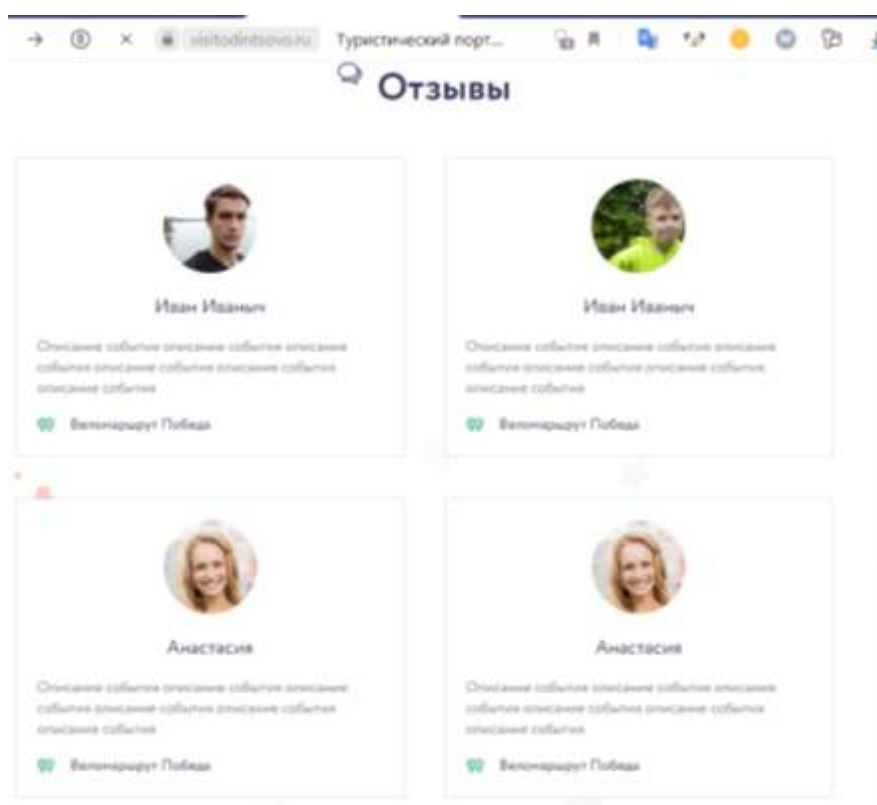 visitodintsovo.ru Туристический порт...
Отзывы
Иван Иваныч
Описание события описание события описание
события описание события описание события
описание события
Веломаршрут Победа
Иван Иваныч
Описание события описание события описание
события описание события описание события
описание события
Веломаршрут Победа
Анастасия
Описание события описание события описание
события описание события описание события
описание события
Веломаршрут Победа
Анастасия
Описание события описание события описание
события описание события описание события
описание события
Веломаршрут Победа